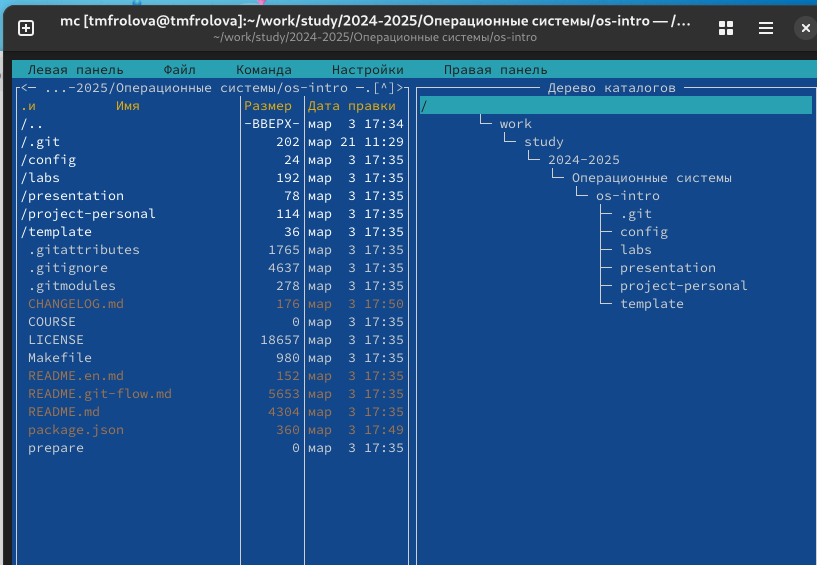 mc [tmfrolova@tmfrolova]:~/work/study/2024-2025/Операционные системы/os-intro — /...
~/work/study/2024-2025/Операционные системы/os-intro
Левая панель Файл Команда Настройки Правая панель
<— ...-2025/Операционные системы/os-intro —.[^]>
.и Имя Размер Дата правки
/.. -ВВЕРХ- мар 3 17:34
/.git 202 мар 21 11:29
/config 24 мар 3 17:35
/labs 192 мар 3 17:35
/presentation 78 мар 3 17:35
/project-personal 114 мар 3 17:35
/template 36 мар 3 17:35
.gitattributes 1765 мар 3 17:35
.gitignore 4637 мар 3 17:35
.gitmodules 278 мар 3 17:35
CHANGELOG.md 176 мар 3 17:50
COURSE 0 мар 3 17:35
LICENSE 18657 мар 3 17:35
Makefile 980 мар 3 17:35
README.en.md 152 мар 3 17:35
README.git-flow.md 5653 мар 3 17:35
README.md 4304 мар 3 17:35
package.json 360 мар 3 17:49
prepare 0 мар 3 17:35
Дерево каталогов
/
work
study
2024-2025
Операционные системы
os-intro
.git
config
labs
presentation
project-personal
template